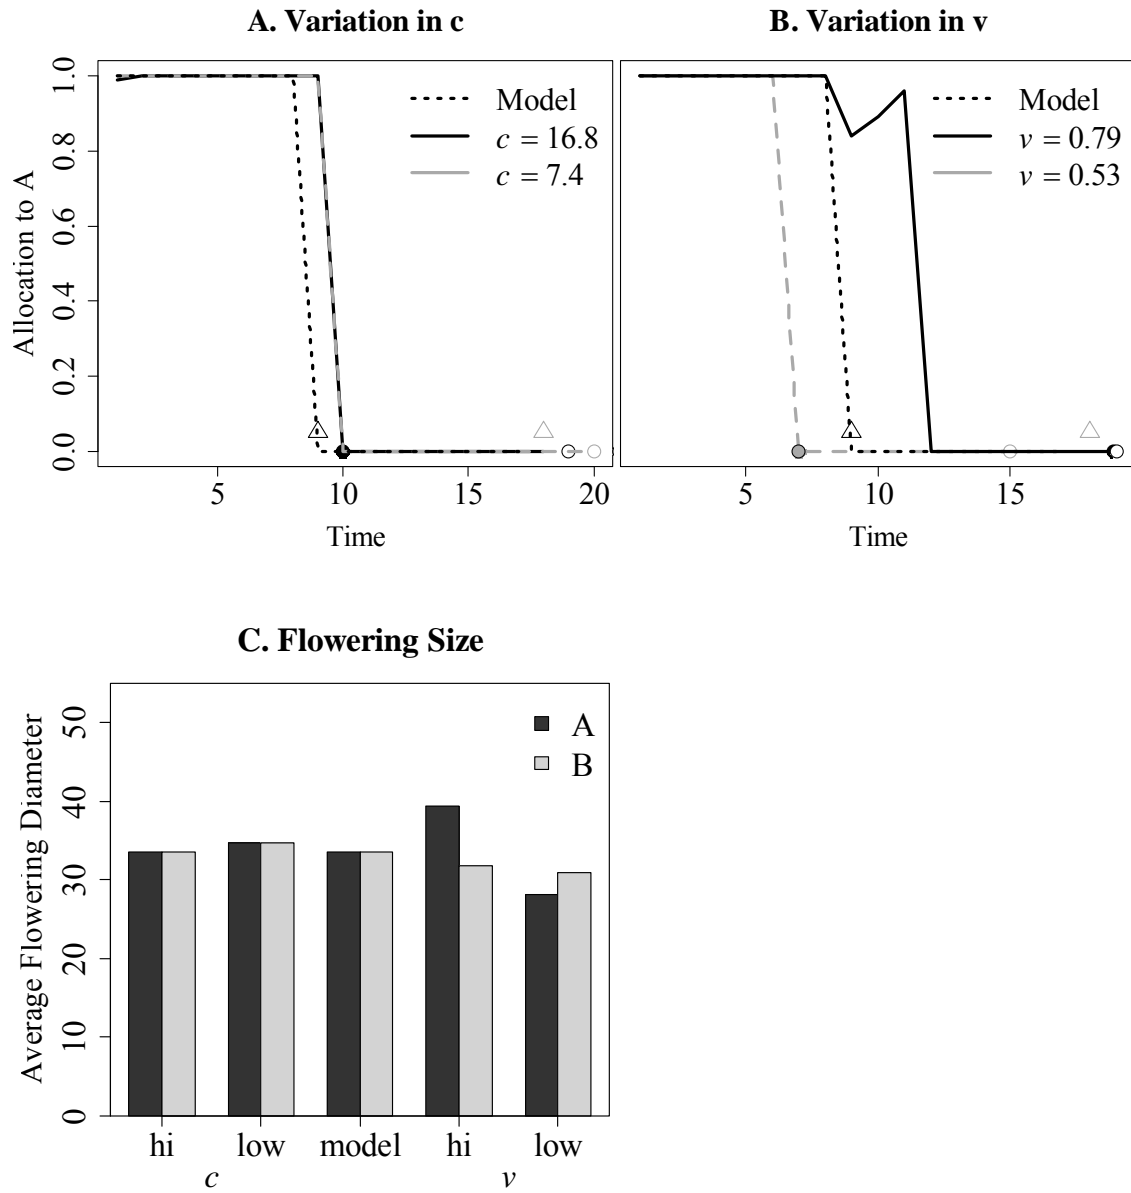 A. Variation in c
1.0
0.8
0.6
0.4
0.2
0.0
Allocation to A
Model
c = 16.8
c = 7.4
5
10
15
20
Time
B. Variation in v
Model
v = 0.79
v = 0.53
5
10
15
Time
C. Flowering Size
50
40
30
20
10
0
Average Flowering Diameter
A
B
hi
low
model
hi
low
c
v